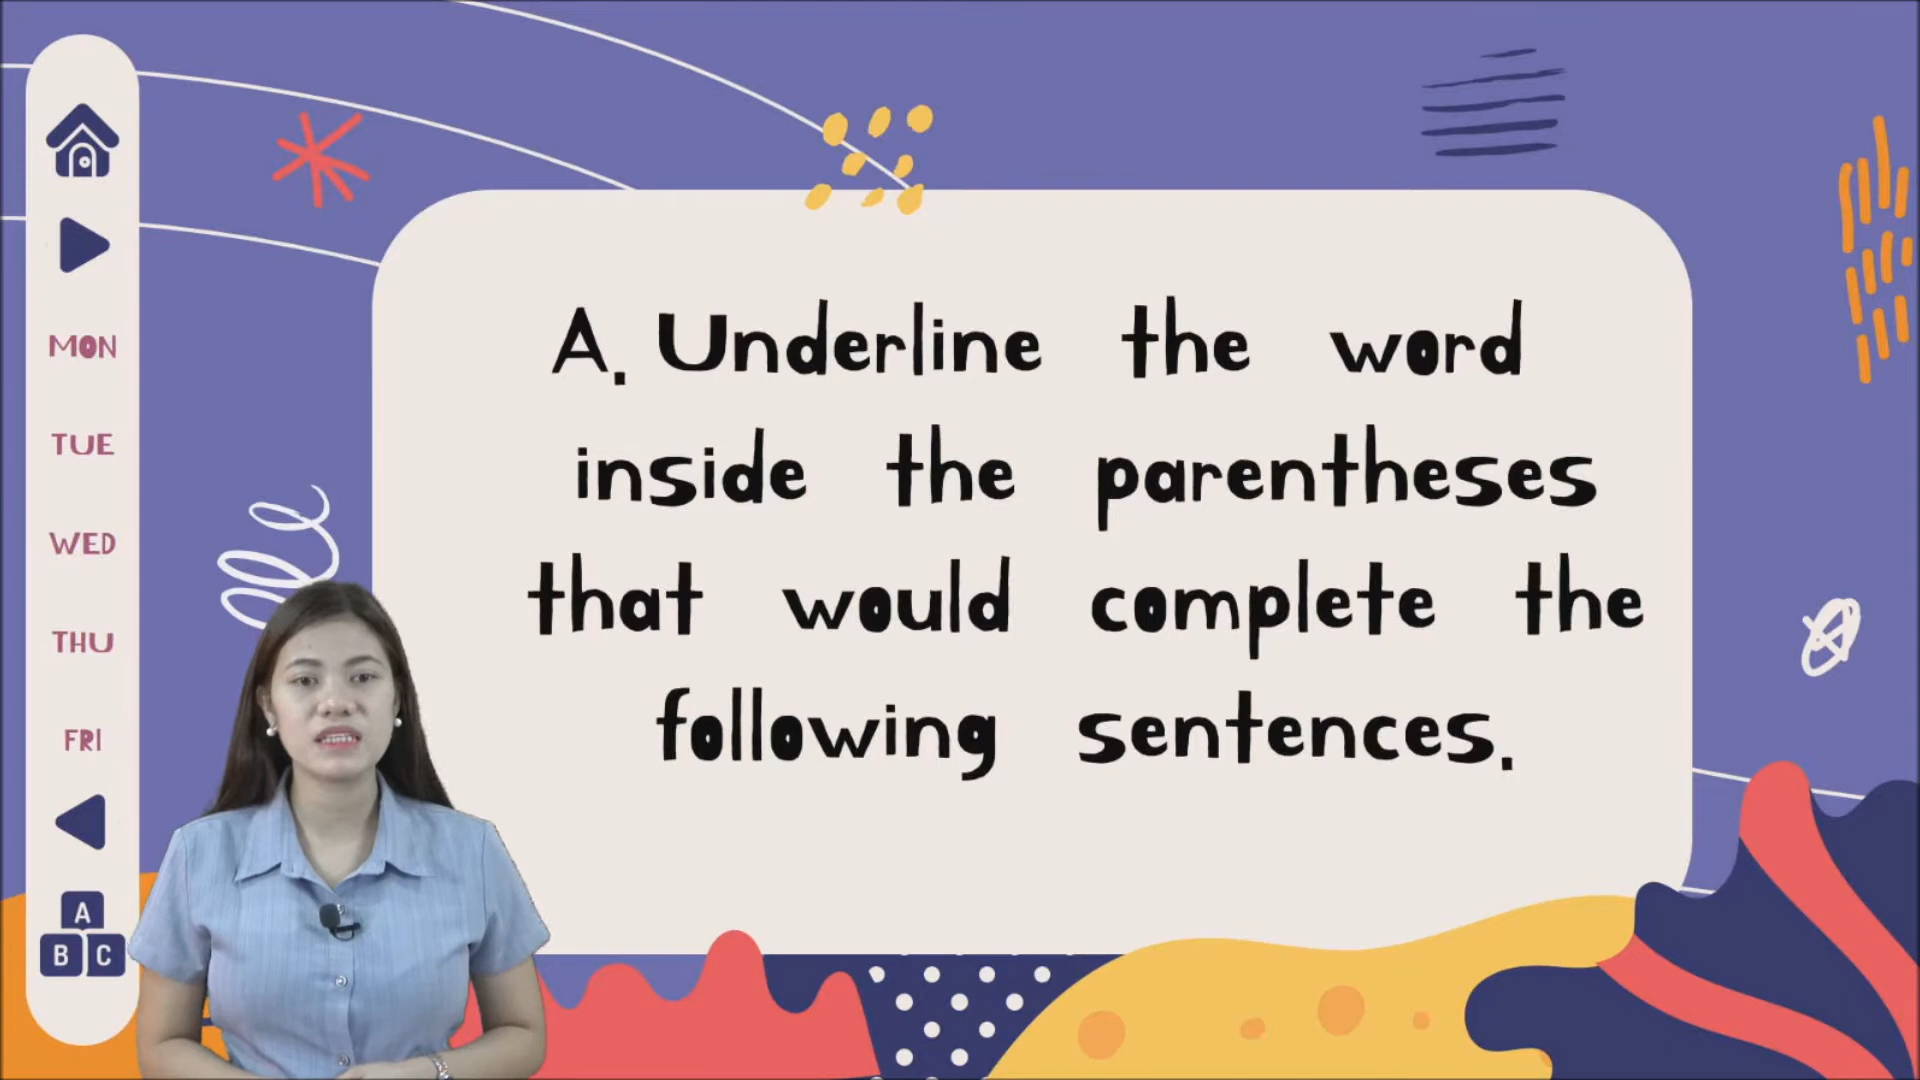 MON
TUE
WED
THU
FRI
A
B C
A. Underline the word
inside the parentheses
that would complete the
following sentences.